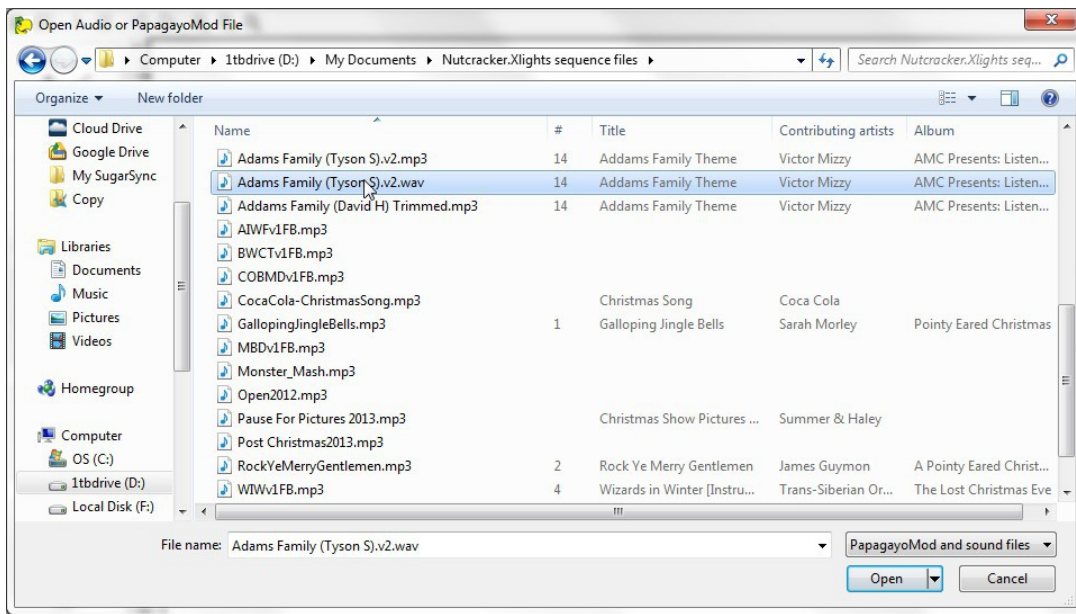 Open Audio or PapagayoMod File
Computer 1tbdrive (D:) My Documents Nutcracker.Xlights sequence files Search Nutcracker.Xlights seq...
Organize New folder
Cloud Drive
Google Drive
My SugarSync
Copy
Libraries
Documents
Music
Pictures
Videos
Homegroup
Computer
OS (C:)
1tbdrive (D:)
Local Disk (F:)
Name # Title Contributing artists Album
Adams Family (Tyson S).v2.mp3 14 Addams Family Theme Victor Mizzy AMC Presents: Listen...
Adams Family (Tyson S).v2.wav 14 Addams Family Theme Victor Mizzy AMC Presents: Listen...
Addams Family (David H) Trimmed.mp3 14 Addams Family Theme Victor Mizzy AMC Presents: Listen...
AIWFv1FB.mp3
BWCTv1FB.mp3
COBMDv1FB.mp3
CocaCola-ChristmasSong.mp3 Christmas Song Coca Cola
GallopingJingleBells.mp3 1 Galloping Jingle Bells Sarah Morley Pointy Eared Christmas
MBDv1FB.mp3
Monster_Mash.mp3
Open2012.mp3
Pause For Pictures 2013.mp3 Christmas Show Pictures ... Summer & Haley
Post Christmas2013.mp3
RockYeMerryGentlemen.mp3 2 Rock Ye Merry Gentlemen James Guymon A Pointy Eared Christ...
WIWv1FB.mp3 4 Wizards in Winter [Instru... Trans-Siberian Or... The Lost Christmas Eve
File name: Adams Family (Tyson S).v2.wav PapagayoMod and sound files
Open Cancel